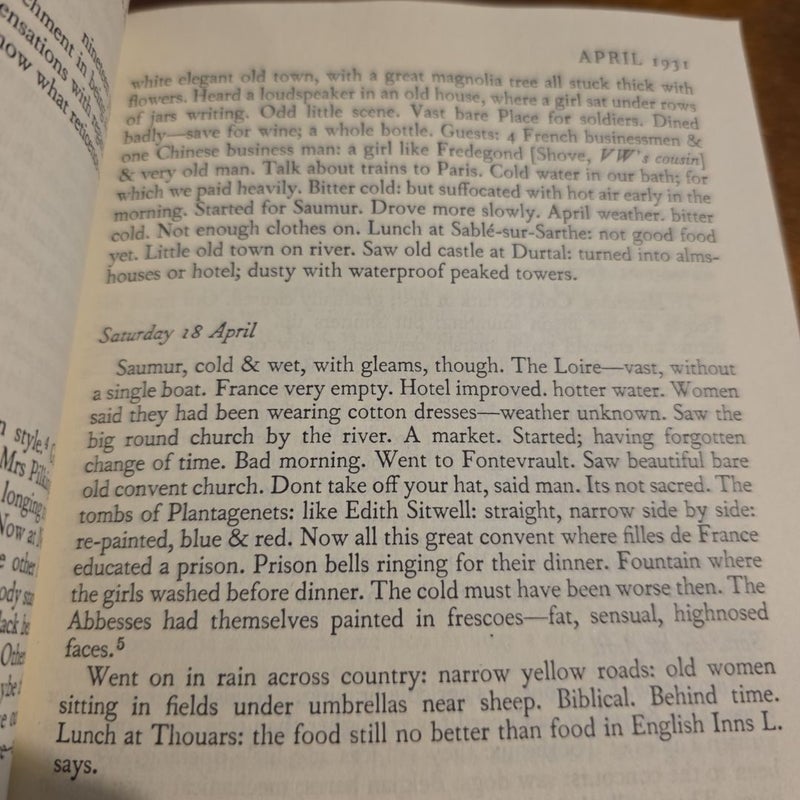 nineteen
chment in
ensations with
now what
APRIL 1931
white elegant old town, with a great magnolia tree all stuck thick with
flowers. Heard a loudspeaker in an old house, where a girl sat under rows
of jars writing. Odd little scene. Vast bare Place for soldiers. Dined
badly—save for wine; a whole bottle. Guests: 4 French businessmen &
one Chinese business man: a girl like Fredegond [Shove, VW's cousin]
& very old man. Talk about trains to Paris. Cold water in our bath; for
which we paid heavily. Bitter cold: but suffocated with hot air early in the
morning. Started for Saumur. Drove more slowly. April weather. bitter
cold. Not enough clothes on. Lunch at Sablé-sur-Sarthe: not good food
yet. Little old town on river. Saw old castle at Durtal: turned into alms-
houses or hotel; dusty with waterproof peaked towers.
Saturday 18 April
Saumur, cold & wet, with gleams, though. The Loire—vast, without
a single boat. France very empty. Hotel improved. hotter water. Women
said they had been wearing cotton dresses—weather unknown. Saw the
big round church by the river. A market. Started; having forgotten
change of time. Bad morning. Went to Fontevrault. Saw beautiful bare
old convent church. Dont take off your hat, said man. Its not sacred. The
tombs of Plantagenets: like Edith Sitwell: straight, narrow side by side:
re-painted, blue & red. Now all this great convent where filles de France
educated a prison. Prison bells ringing for their dinner. Fountain where
the girls washed before dinner. The cold must have been worse then. The
Abbesses had themselves painted in frescoes—fat, sensual, highnosed
faces.⁵
Went on in rain across country: narrow yellow roads: old women
sitting in fields under umbrellas near sheep. Biblical. Behind time.
Lunch at Thouars: the food still no better than food in English Inns L.
says.
style⁴
Mrs
longing
Now at